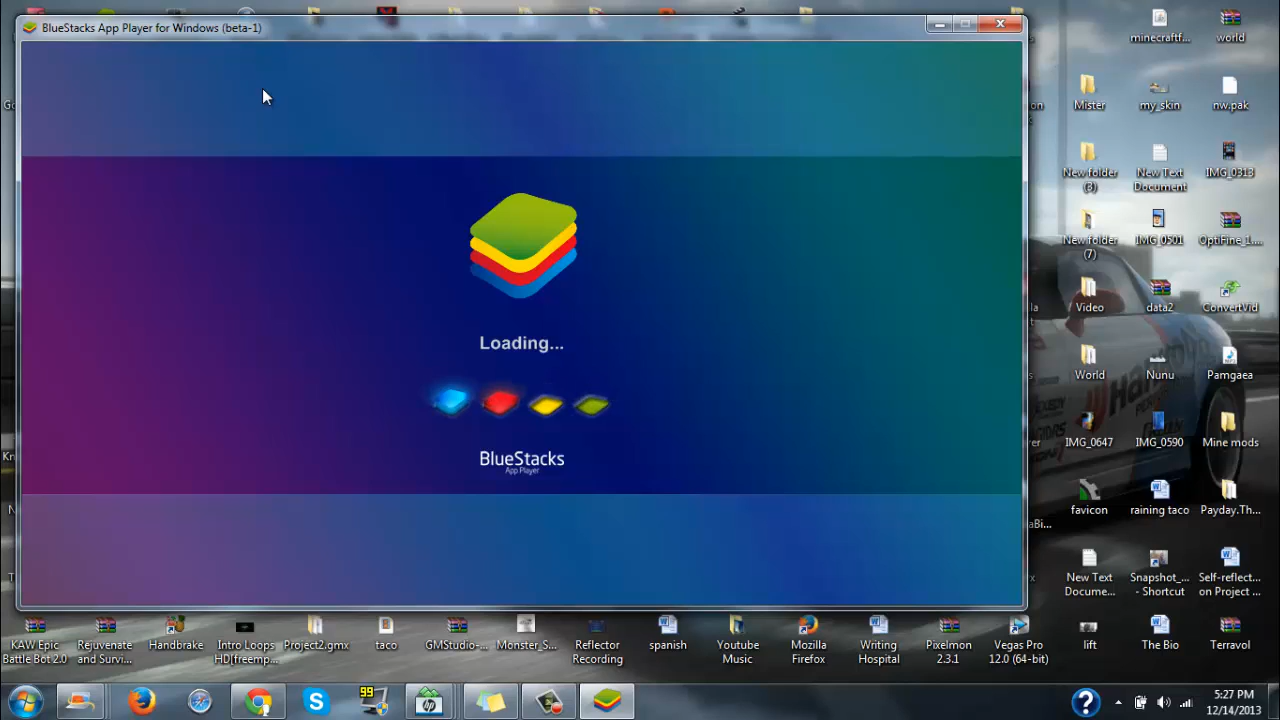 BlueStacks App Player for Windows (beta-1)
Loading...
BlueStacks
App Player
minecraftf...
world
Mister
my_skin
nw.pak
New folder
(3)
New Text
Document
IMG_0313
New folder
(7)
IMG_0501
OptiFine_1....
Video
data2
ConvertVid
World
Nunu
Pamgaea
IMG_0647
IMG_0590
Mine mods
favicon
raining taco
Payday.Th...
New Text
Docume...
Snapshot_...
- Shortcut
Self-reflect...
on Project ...
KAW Epic
Battle Bot 2.0
Rejuvenate
and Survi...
Handbrake
Intro Loops
HD[freemp...
Project2.gmx
taco
GMStudio-...
Monster_S...
Reflector
Recording
spanish
Youtube
Music
Mozilla
Firefox
Writing
Hospital
Pixelmon
2.3.1
Vegas Pro
12.0 (64-bit)
lift
The Bio
Terravol
99
5:27 PM
12/14/2013